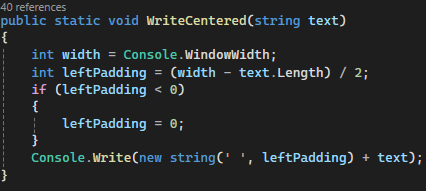 40 references
public static void WriteCentered(string text)
{
    int width = Console.WindowWidth;
    int leftPadding = (width - text.Length) / 2;
    if (leftPadding < 0)
    {
        leftPadding = 0;
    }
    Console.Write(new string(' ', leftPadding) + text);
}